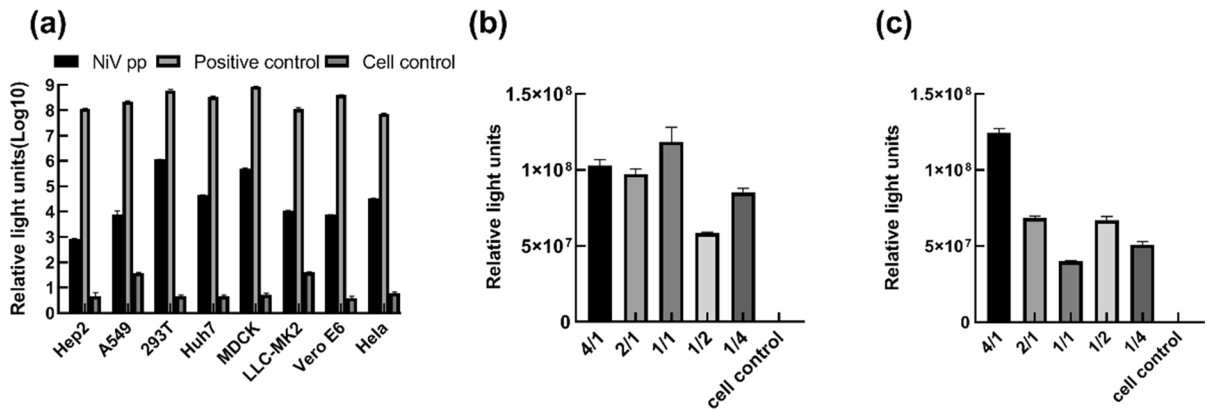 (a)
NiV pp Positive control Cell control
Relative light units(Log10)
9
8
7
6
5
4
3
2
1
0
Hep2
A549
293T
Huh7
MDCK
LLC-MK2
Vero E6
Hela
(b)
Relative light units
1.5×10⁸
1×10⁸
5×10⁷
0
4/1
2/1
1/1
1/2
1/4
cell control
(c)
Relative light units
1.5×10⁸
1×10⁸
5×10⁷
0
4/1
2/1
1/1
1/2
1/4
cell control